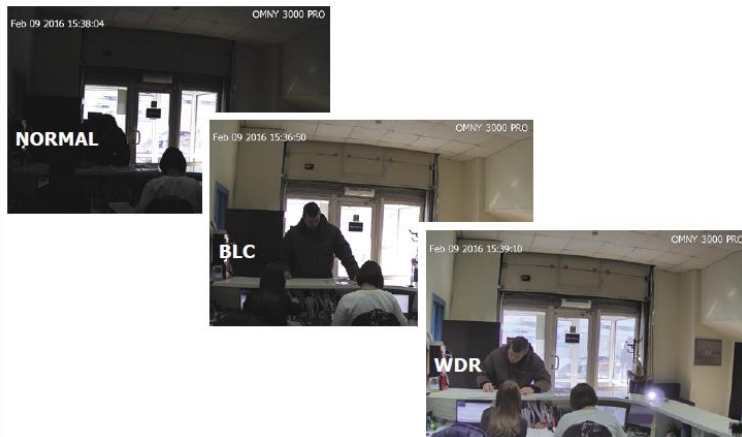 OMNY 3000 PRO
Feb 09 2016 15:38:04
NORMAL
OMNY 3000 PRO
Feb 09 2016 15:36:50
BLC
OMNY 3000 PRO
Feb 09 2016 15:39:10
WDR